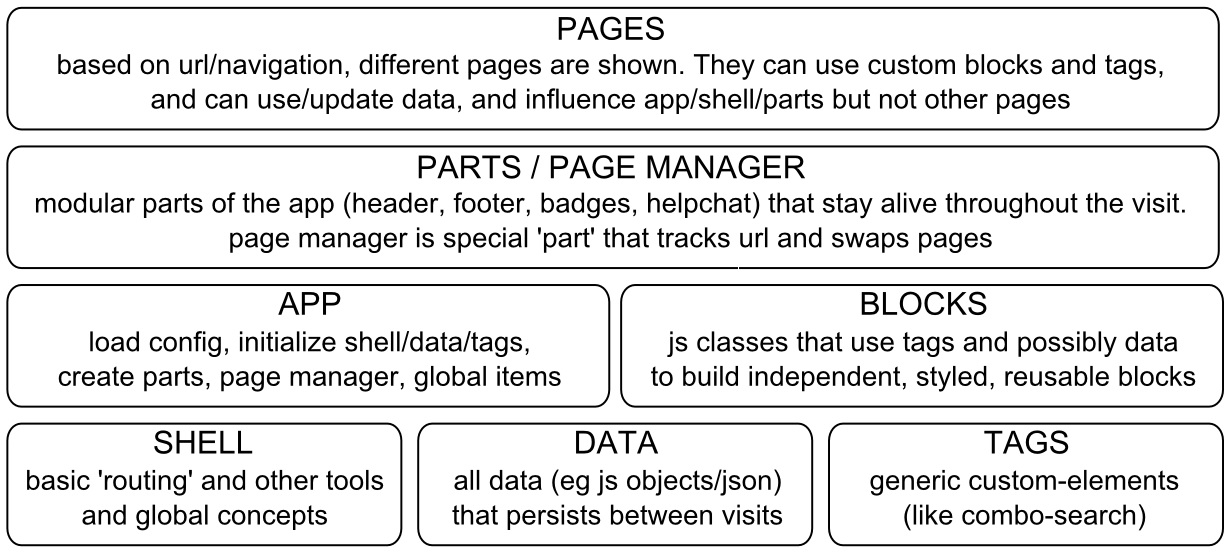 PAGES
based on url/navigation, different pages are shown. They can use custom blocks and tags,
and can use/update data, and influence app/shell/parts but not other pages
PARTS / PAGE MANAGER
modular parts of the app (header, footer, badges, helpchat) that stay alive throughout the visit.
page manager is special 'part' that tracks url and swaps pages
APP
load config, initialize shell/data/tags,
create parts, page manager, global items
BLOCKS
js classes that use tags and possibly data
to build independent, styled, reusable blocks
SHELL
basic 'routing' and other tools
and global concepts
DATA
all data (eg js objects/json)
that persists between visits
TAGS
generic custom-elements
(like combo-search)